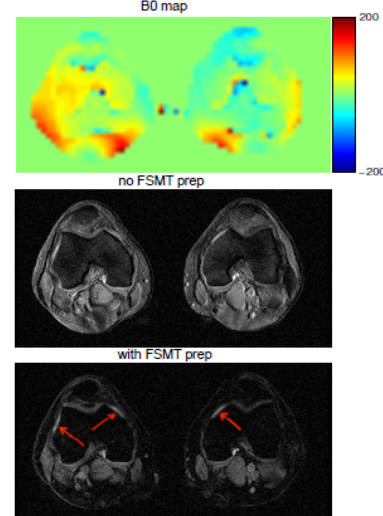 B0 map
200
−200
no FSMT prep
with FSMT prep